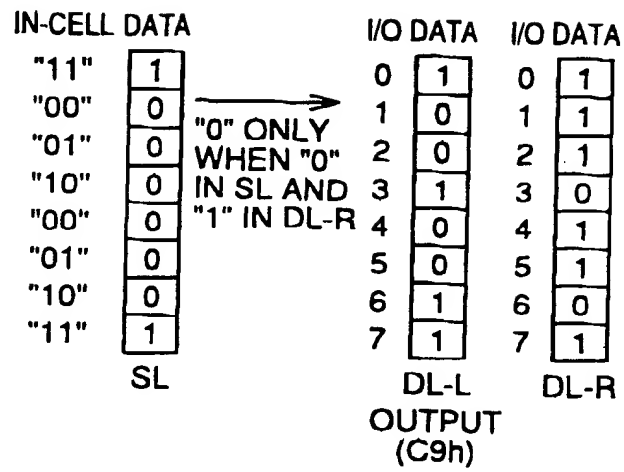 IN-CELL DATA I/O DATA I/O DATA
"11" 1 0 1 0 1
"00" 0 1 0 1 1
"01" 0 2 0 2 1
"10" 0 3 1 3 0
"00" 0 4 0 4 1
"01" 0 5 0 5 1
"10" 0 6 1 6 0
"11" 1 7 1 7 1
"0" ONLY
WHEN "0"
IN SL AND
"1" IN DL-R
SL DL-L DL-R
OUTPUT
(C9h)